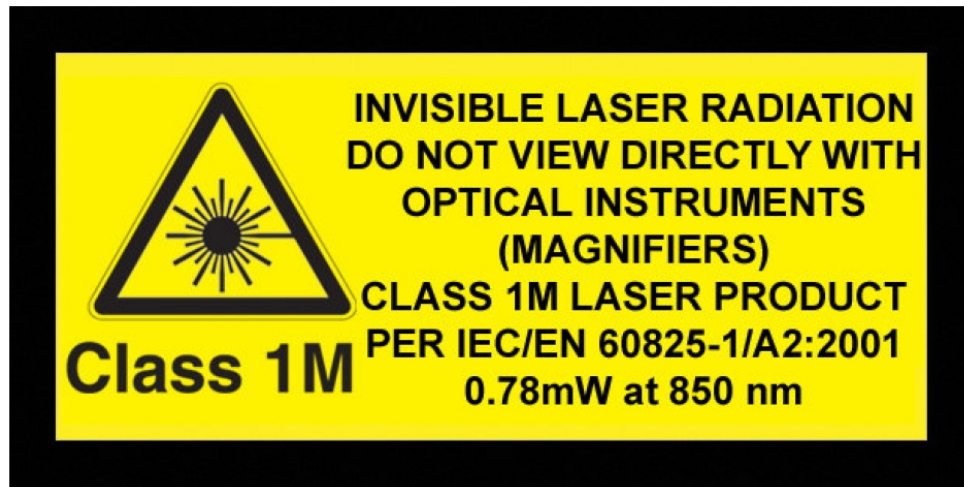 INVISIBLE LASER RADIATION
DO NOT VIEW DIRECTLY WITH
OPTICAL INSTRUMENTS
(MAGNIFIERS)
CLASS 1M LASER PRODUCT
PER IEC/EN 60825-1/A2:2001
0.78mW at 850 nm
Class 1M